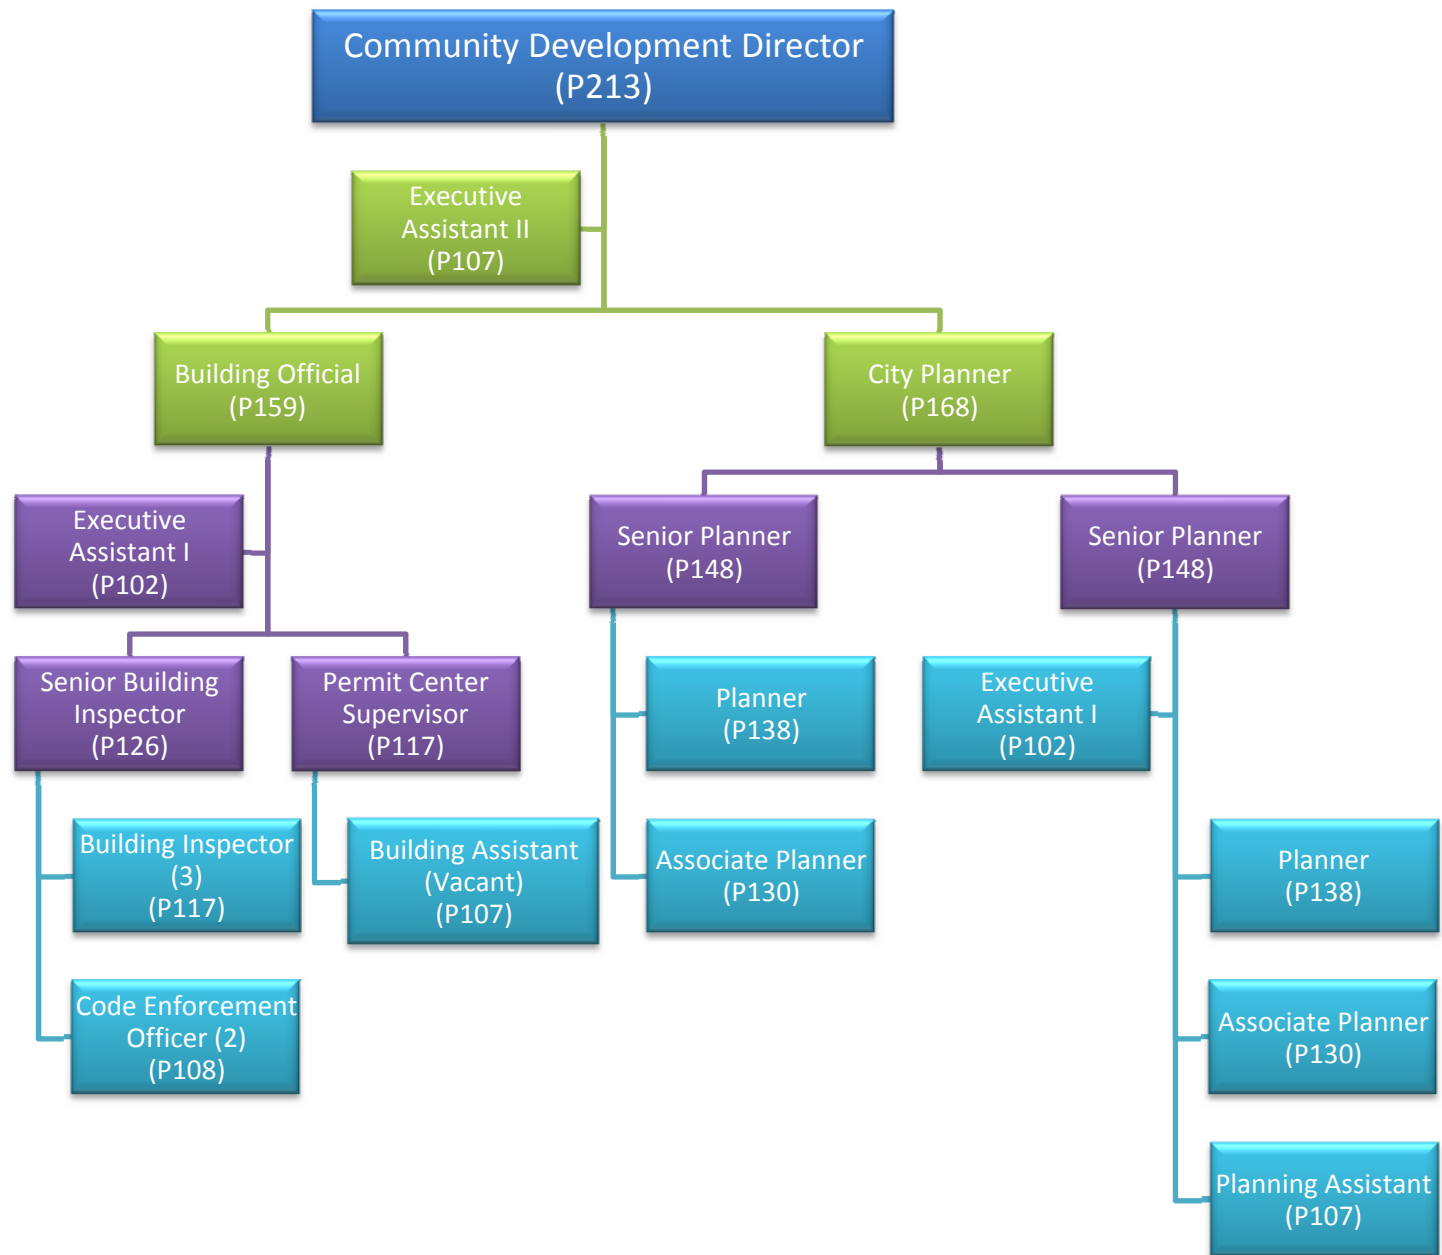 Community Development Director
(P213)
Executive
Assistant II
(P107)
Building Official
(P159)
City Planner
(P168)
Executive
Assistant I
(P102)
Senior Planner
(P148)
Senior Planner
(P148)
Senior Building
Inspector
(P126)
Permit Center
Supervisor
(P117)
Planner
(P138)
Executive
Assistant I
(P102)
Building Inspector
(3)
(P117)
Building Assistant
(Vacant)
(P107)
Associate Planner
(P130)
Planner
(P138)
Code Enforcement
Officer (2)
(P108)
Associate Planner
(P130)
Planning Assistant
(P107)